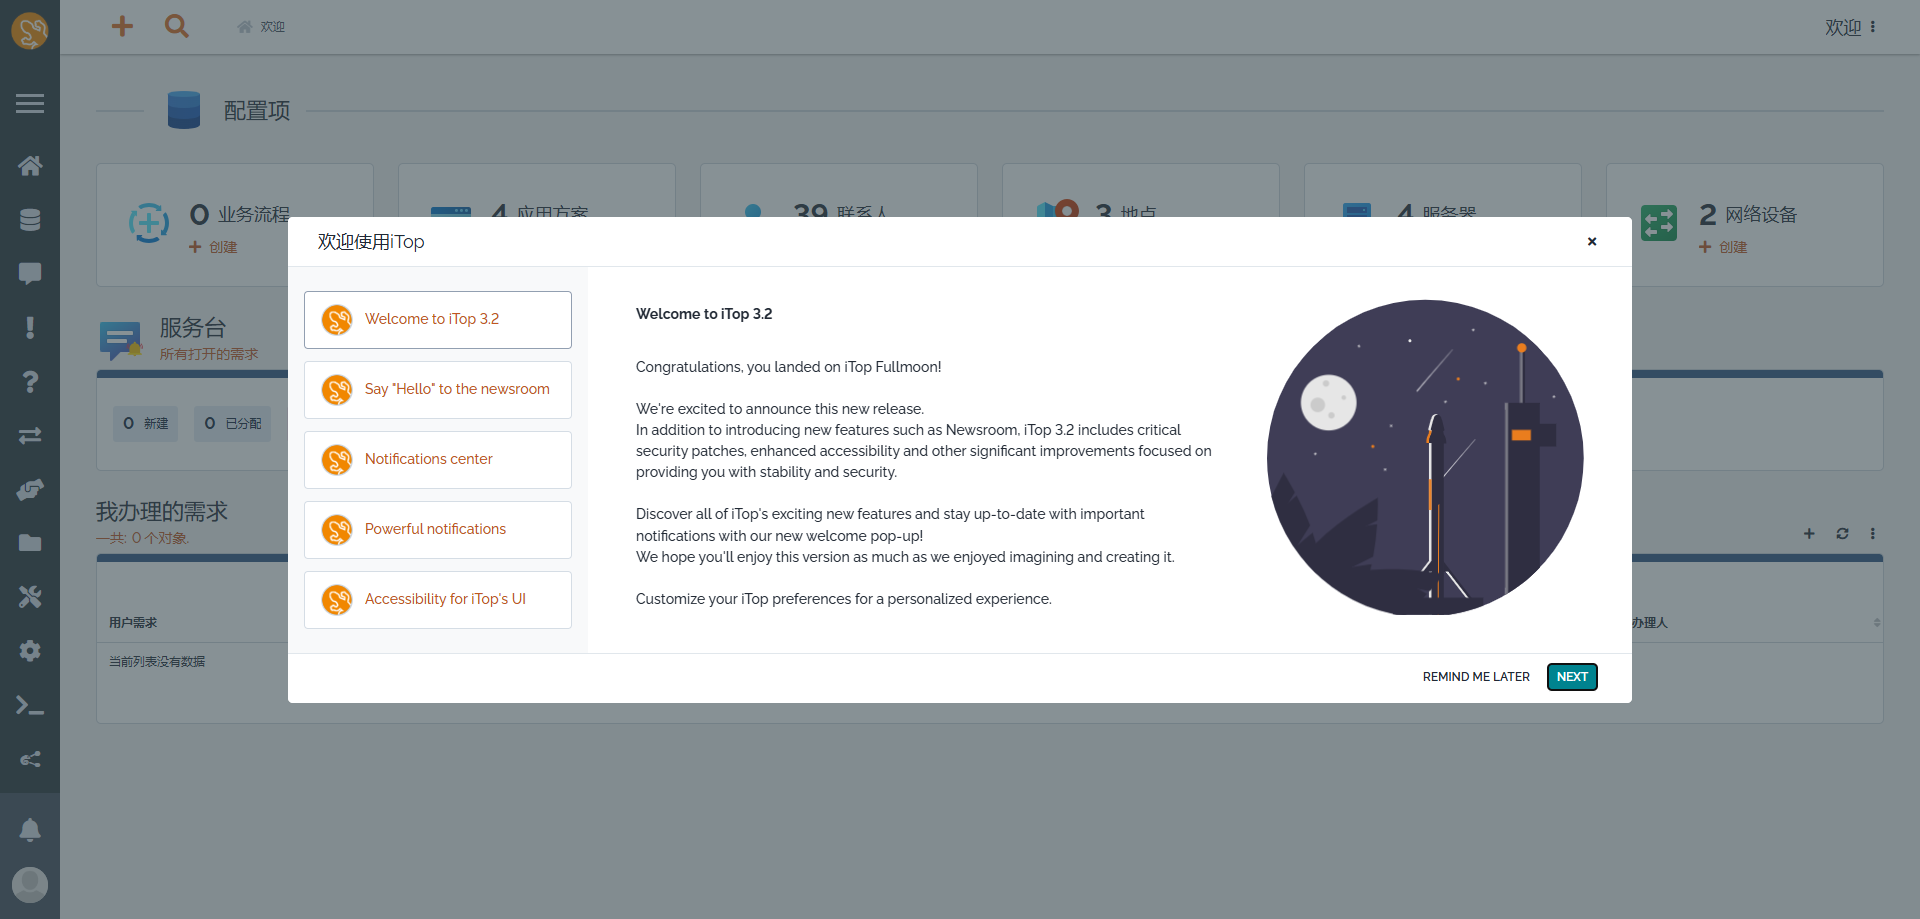 欢迎
欢迎
配置项
0 业务流程
创建
4 应用方案
39 联系人
3 地点
4 服务器
2 网络设备
创建
服务台
所有打开的需求
0 新建
0 已分配
我办理的需求
一共: 0 个对象.
用户需求
办理人
当前列表没有数据
欢迎使用iTop
Welcome to iTop 3.2
Say "Hello" to the newsroom
Notifications center
Powerful notifications
Accessibility for iTop's UI
Welcome to iTop 3.2
Congratulations, you landed on iTop Fullmoon!
We're excited to announce this new release.
In addition to introducing new features such as Newsroom, iTop 3.2 includes critical
security patches, enhanced accessibility and other significant improvements focused on
providing you with stability and security.
Discover all of iTop's exciting new features and stay up-to-date with important
notifications with our new welcome pop-up!
We hope you'll enjoy this version as much as we enjoyed imagining and creating it.
Customize your iTop preferences for a personalized experience.
REMIND ME LATER
NEXT